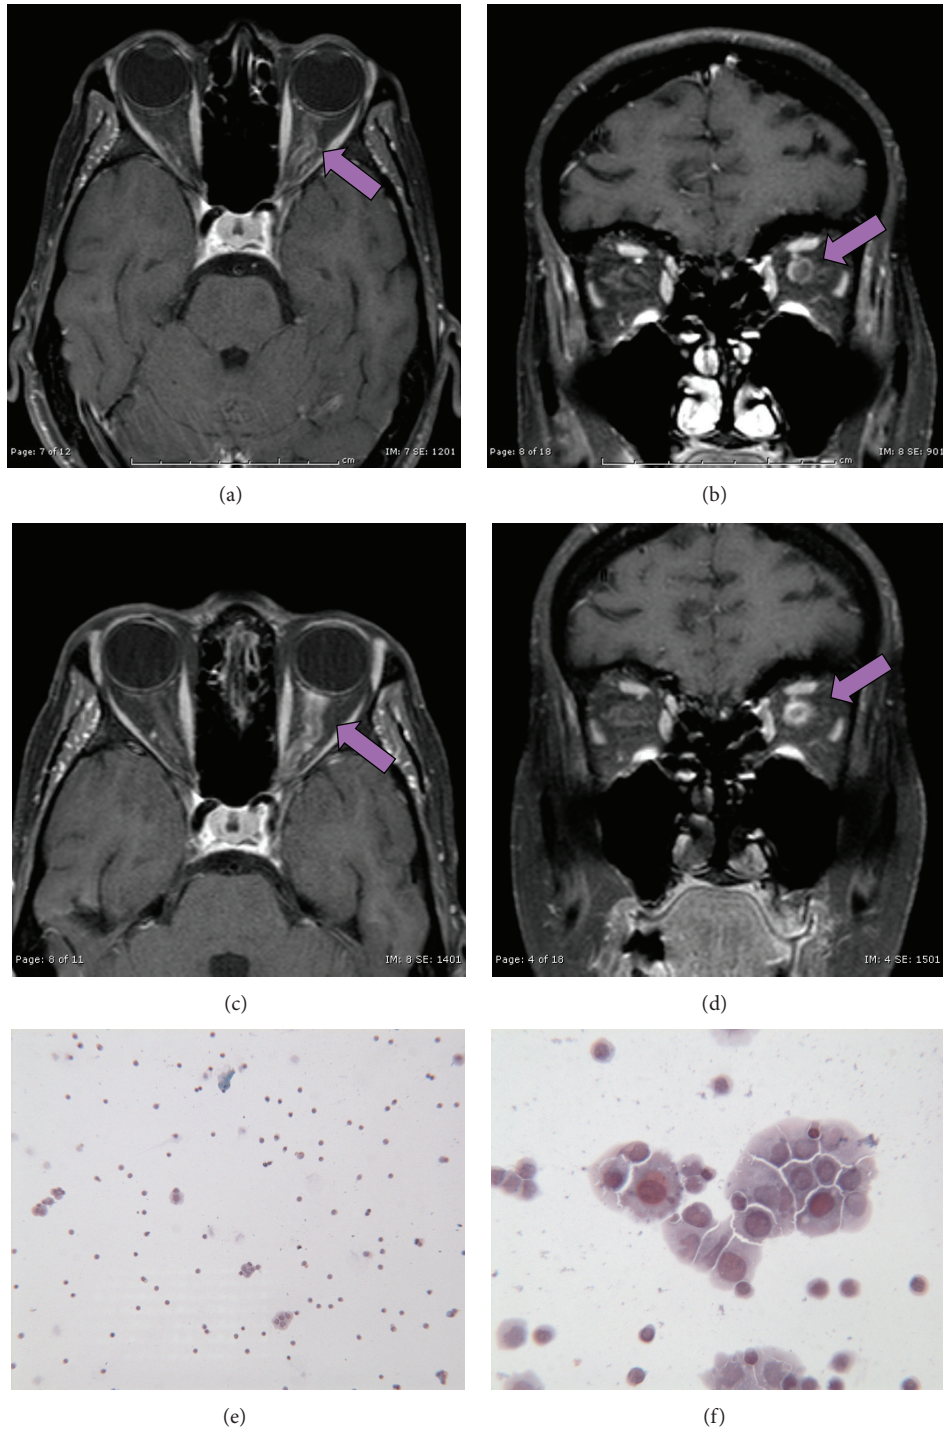 Page: 7 of 12
IM: 7 SE: 1201
cm
(a)
Page: 8 of 18
IM: 8 SE: 901
cm
(b)
Page: 8 of 11
IM: 8 SE: 1401
(c)
Page: 4 of 18
IM: 4 SE: 1501
(d)
(e)
(f)